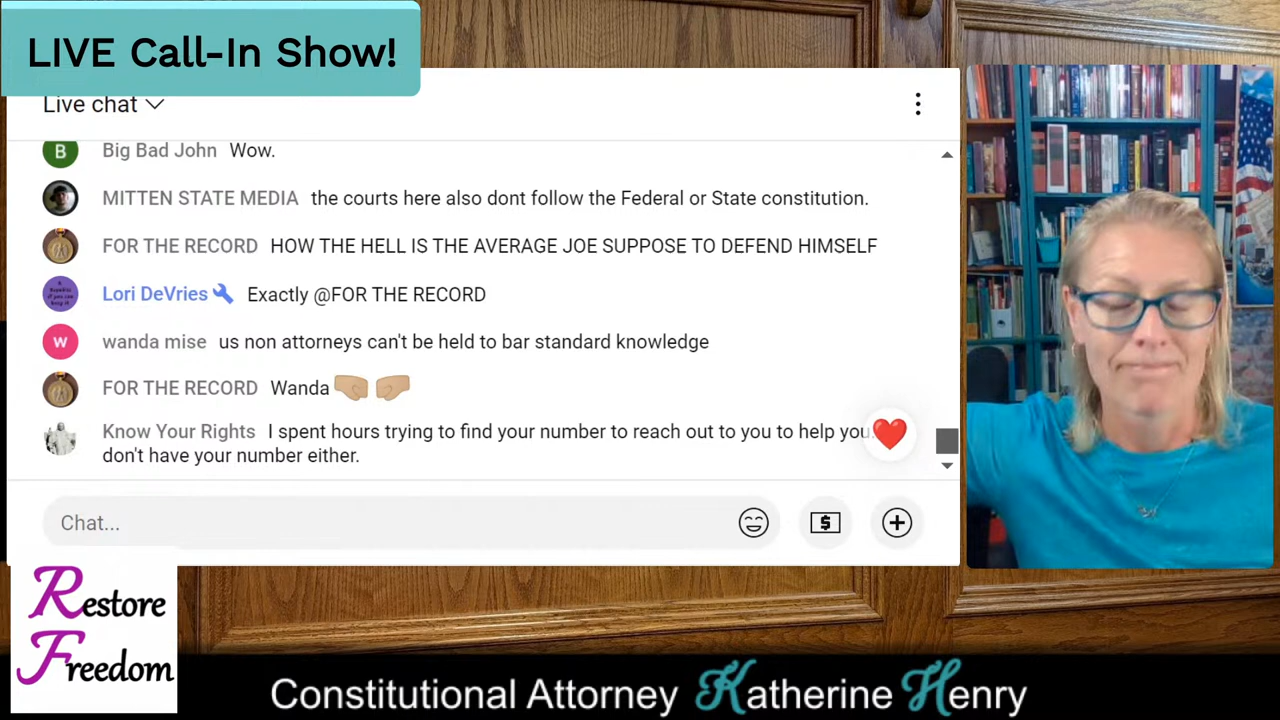 LIVE Call-In Show!
Live chat
B Big Bad John Wow.
MITTEN STATE MEDIA the courts here also dont follow the Federal or State constitution.
FOR THE RECORD HOW THE HELL IS THE AVERAGE JOE SUPPOSE TO DEFEND HIMSELF
Lori DeVries Exactly @FOR THE RECORD
W wanda mise us non attorneys can't be held to bar standard knowledge
FOR THE RECORD Wanda
Know Your Rights I spent hours trying to find your number to reach out to you to help you.
don't have your number either.
Chat...
Restore
Freedom
Constitutional Attorney Katherine Henry